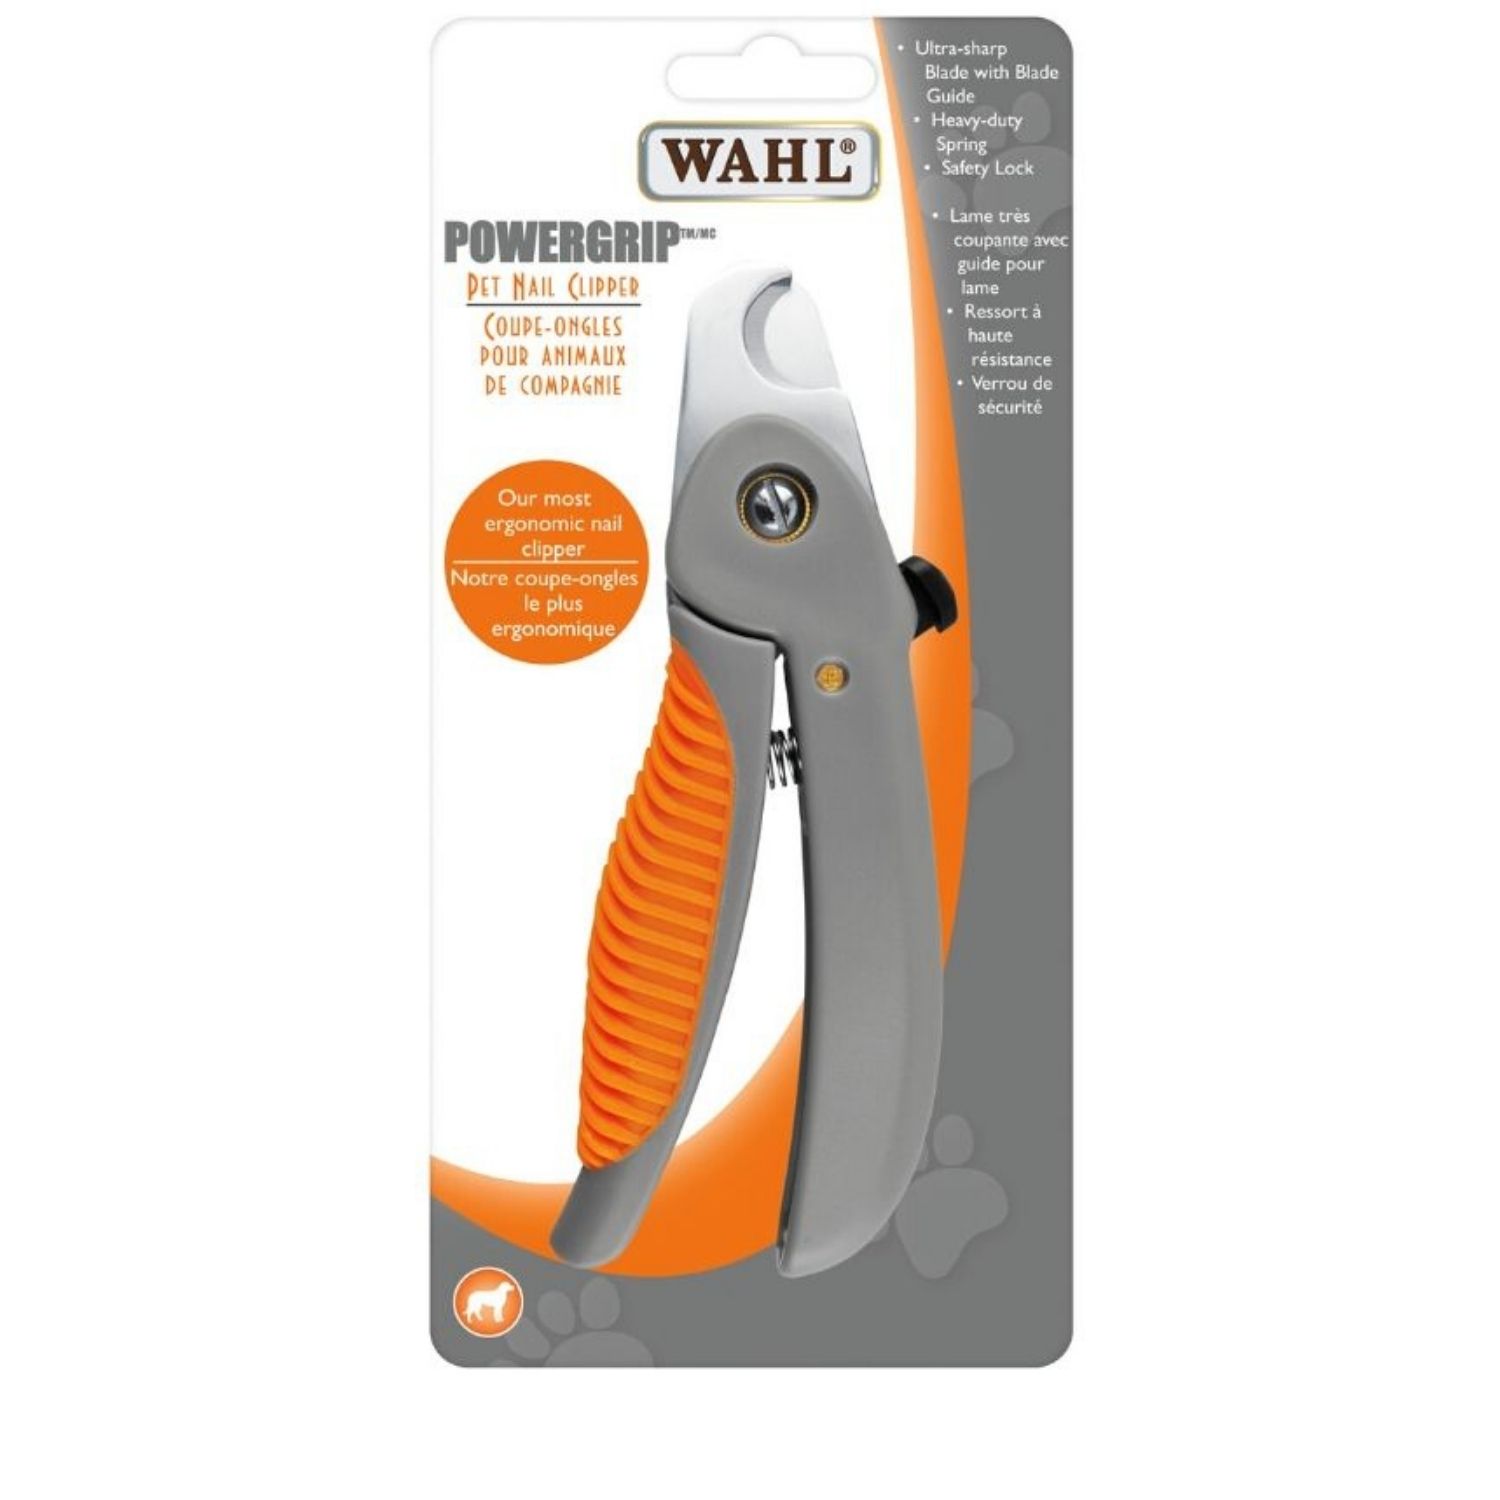 WAHL®
POWERGRIP™/MC
PET NAIL CLIPPER
COUPE-ONGLES
POUR ANIMAUX
DE COMPAGNIE
Our most
ergonomic nail
clipper
Notre coupe-ongles
le plus
ergonomique
• Ultra-sharp
Blade with Blade
Guide
• Heavy-duty
Spring
• Safety Lock
• Lame très
coupante avec
guide pour
lame
• Ressort à
haute
résistance
• Verrou de
sécurité